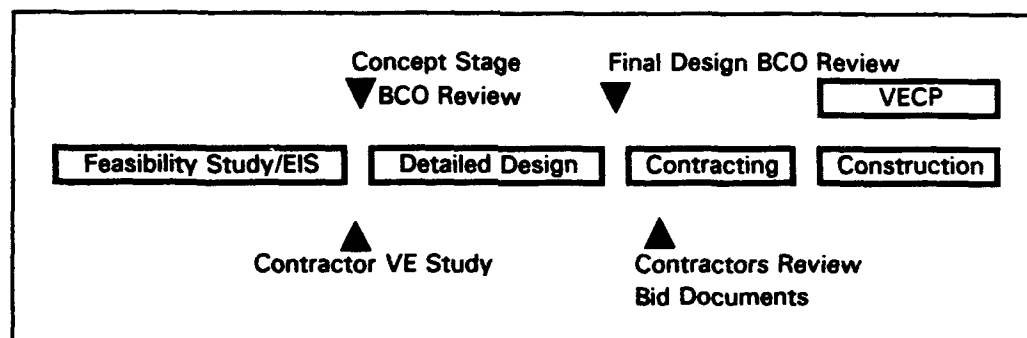 Concept Stage
BCO Review
Final Design BCO Review
VECP
Feasibility Study/EIS
Detailed Design
Contracting
Construction
Contractor VE Study
Contractors Review
Bid Documents